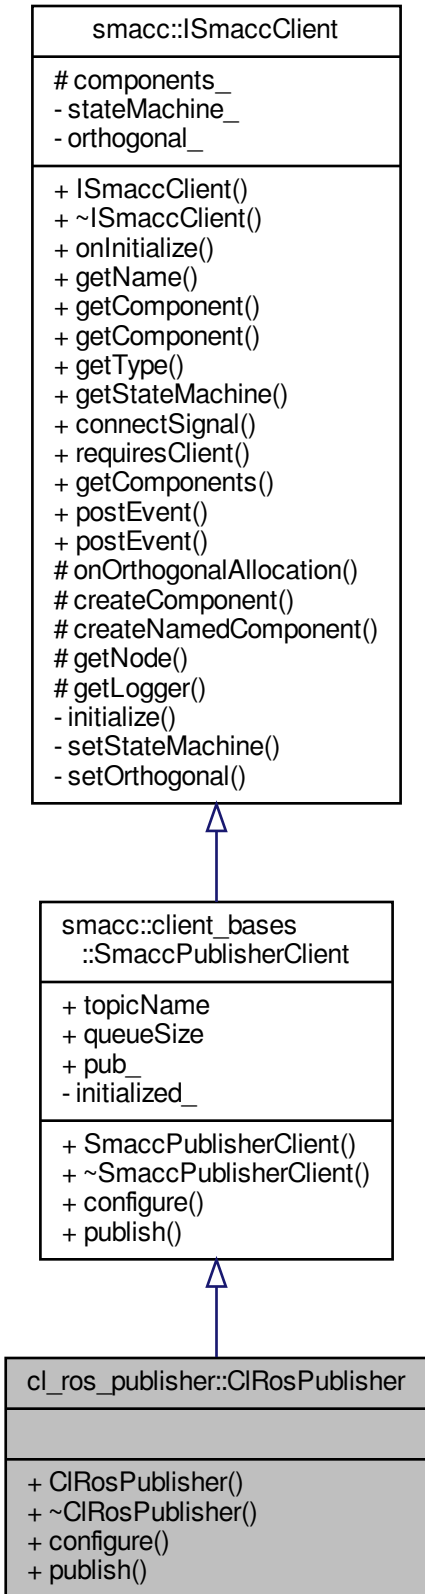 smacc::ISmaccClient
# components_
- stateMachine_
- orthogonal_
+ ISmaccClient()
+ ~ISmaccClient()
+ onInitialize()
+ getName()
+ getComponent()
+ getComponent()
+ getType()
+ getStateMachine()
+ connectSignal()
+ requiresClient()
+ getComponents()
+ postEvent()
+ postEvent()
# onOrthogonalAllocation()
# createComponent()
# createNamedComponent()
# getNode()
# getLogger()
- initialize()
- setStateMachine()
- setOrthogonal()
smacc::client_bases
::SmaccPublisherClient
+ topicName
+ queueSize
+ pub_
- initialized_
+ SmaccPublisherClient()
+ ~SmaccPublisherClient()
+ configure()
+ publish()
cl_ros_publisher::ClRosPublisher
+ ClRosPublisher()
+ ~ClRosPublisher()
+ configure()
+ publish()